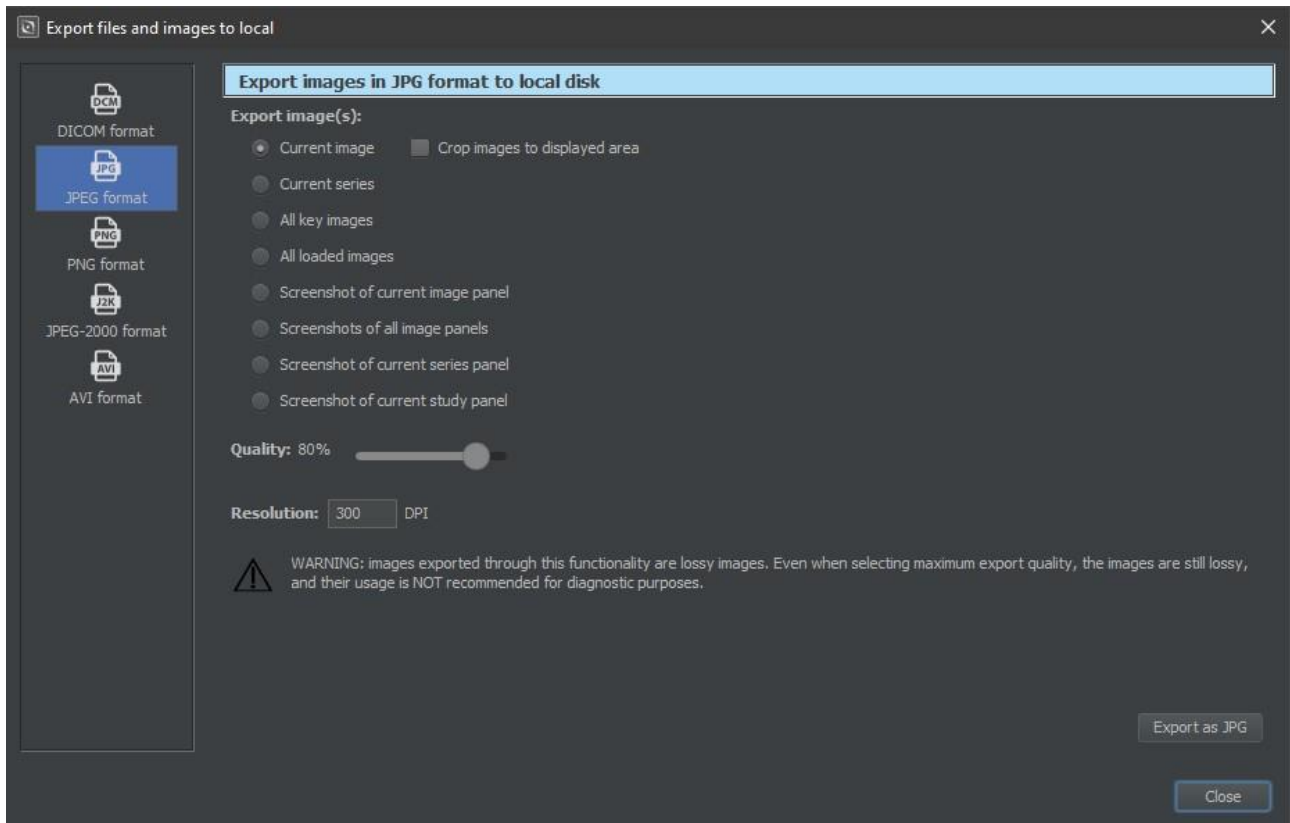 Export files and images to local
DCM
DICOM format
JPG
JPEG format
PNG
PNG format
J2K
JPEG-2000 format
AVI
AVI format
Export images in JPG format to local disk
Export image(s):
Current image Crop images to displayed area
Current series
All key images
All loaded images
Screenshot of current image panel
Screenshots of all image panels
Screenshot of current series panel
Screenshot of current study panel
Quality: 80%
Resolution: 300 DPI
WARNING: images exported through this functionality are lossy images. Even when selecting maximum export quality, the images are still lossy,
and their usage is NOT recommended for diagnostic purposes.
Export as JPG
Close